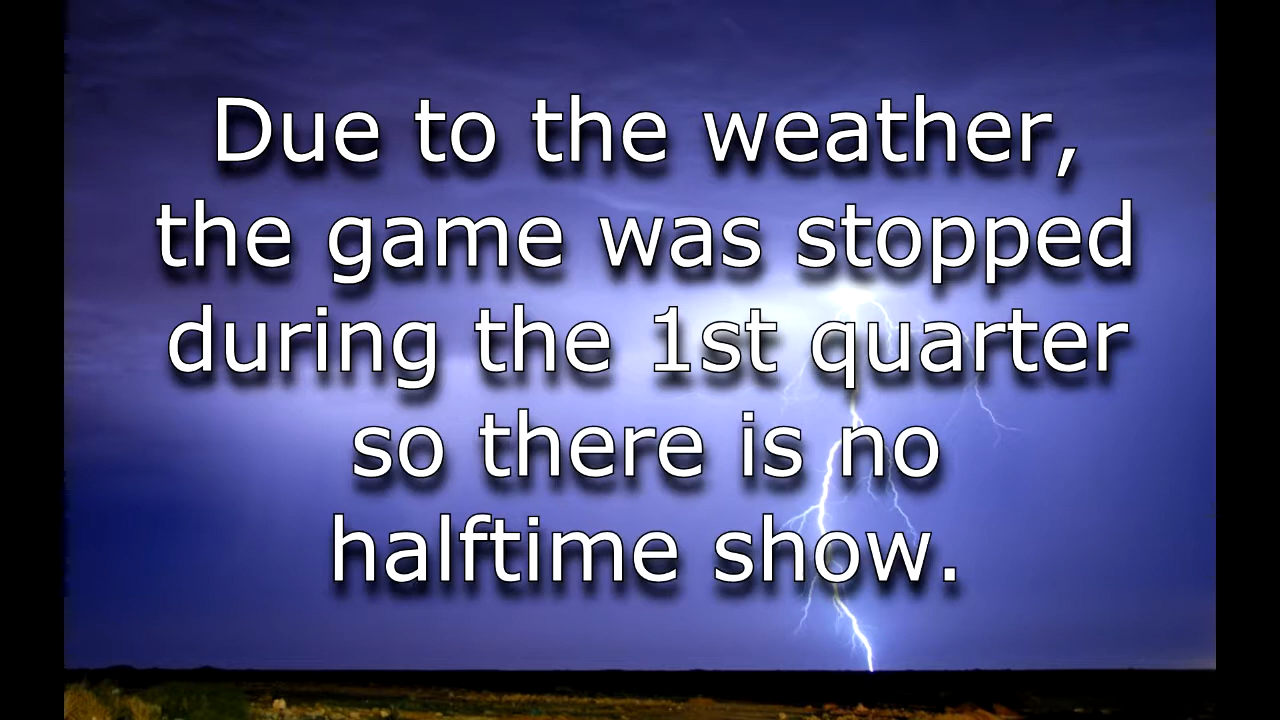 Due to the weather,
the game was stopped
during the 1st quarter
so there is no
halftime show.